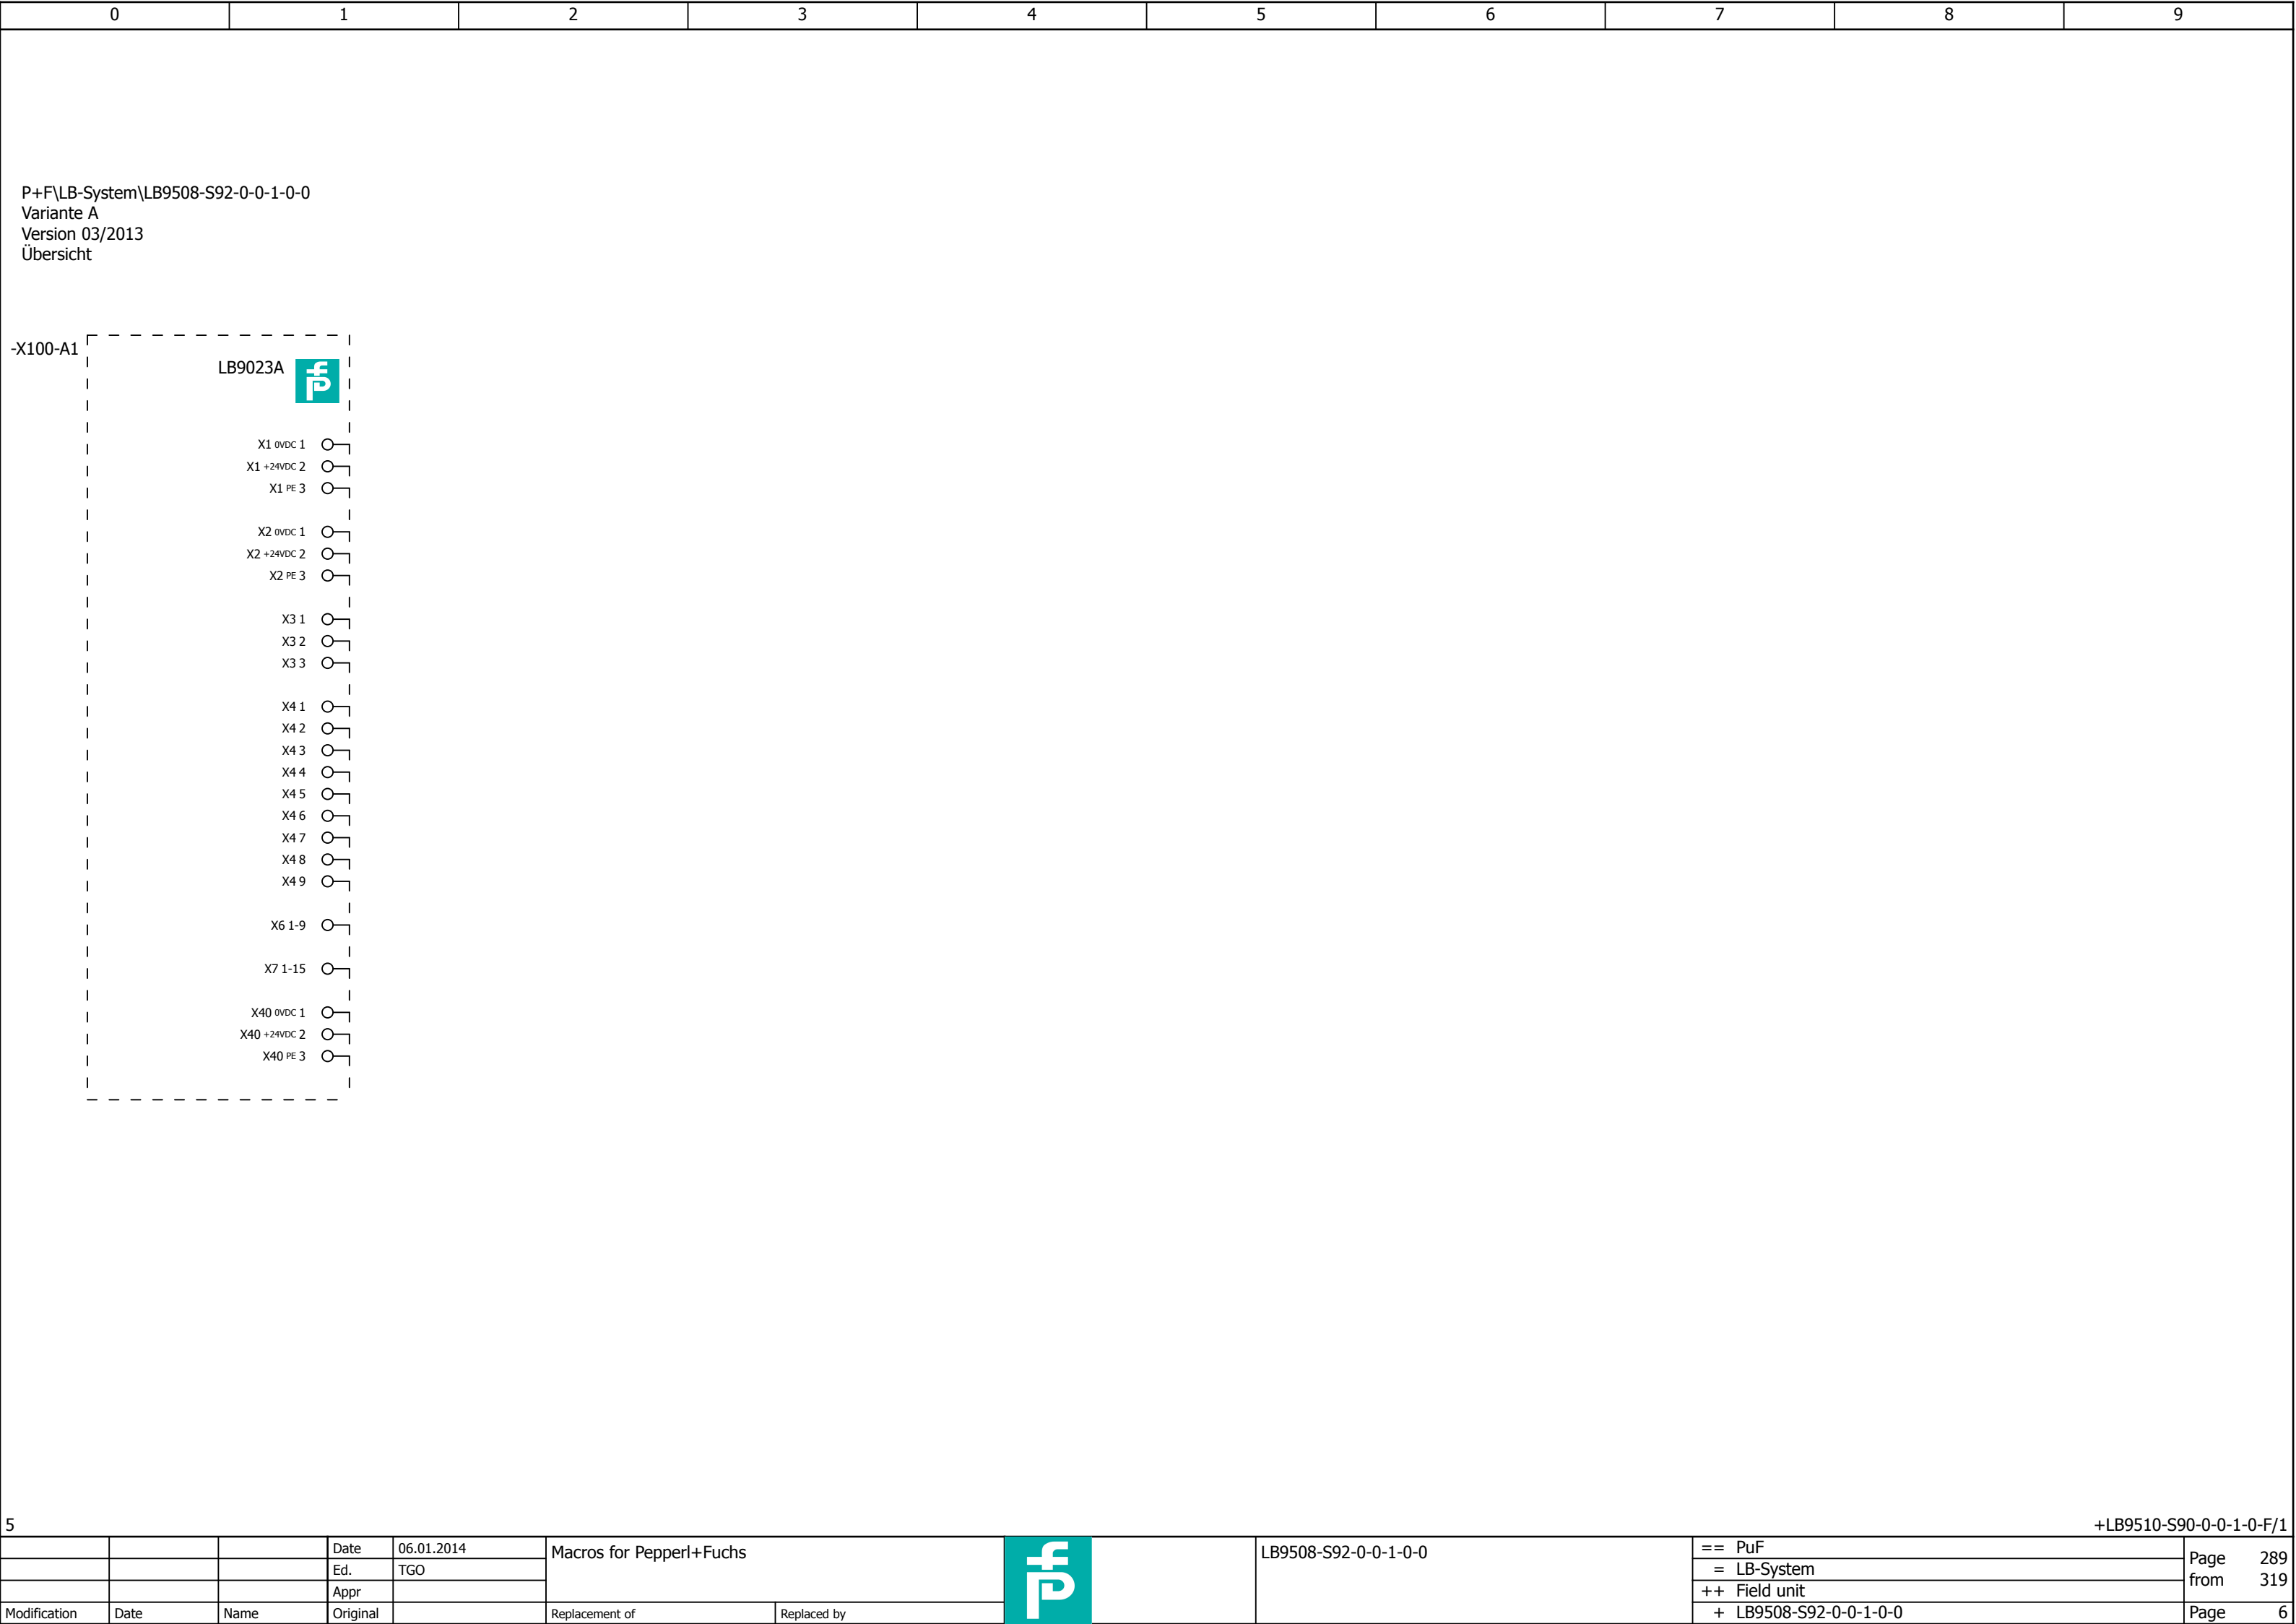 0 1 2 3 4 5 6 7 8 9
P+F\LB-System\LB9508-S92-0-0-1-0-0
Variante A
Version 03/2013
Übersicht
-X100-A1
LB9023A
X1 0VDC 1
X1 +24VDC 2
X1 PE 3
X2 0VDC 1
X2 +24VDC 2
X2 PE 3
X3 1
X3 2
X3 3
X4 1
X4 2
X4 3
X4 4
X4 5
X4 6
X4 7
X4 8
X4 9
X6 1-9
X7 1-15
X40 0VDC 1
X40 +24VDC 2
X40 PE 3
5
+LB9510-S90-0-0-1-0-F/1
Date 06.01.2014
Ed. TGO
Appr
Modification Date Name Original
Macros for Pepperl+Fuchs
Replacement of Replaced by
LB9508-S92-0-0-1-0-0
== PuF
= LB-System
++ Field unit
+ LB9508-S92-0-0-1-0-0
Page 289
from 319
Page 6